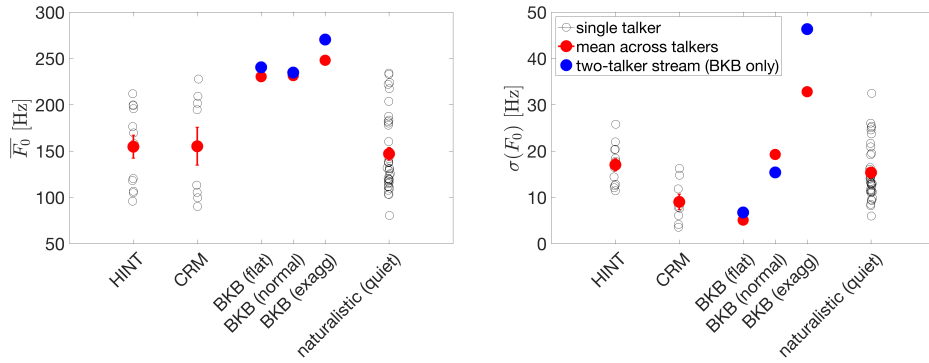 300
250
200
150
100
50
F̅₀ [Hz]
HINT
CRM
BKB (flat)
BKB (normal)
BKB (exagg)
naturalistic (quiet)
50
40
30
20
10
0
σ(F₀) [Hz]
single talker
mean across talkers
two-talker stream (BKB only)
HINT
CRM
BKB (flat)
BKB (normal)
BKB (exagg)
naturalistic (quiet)